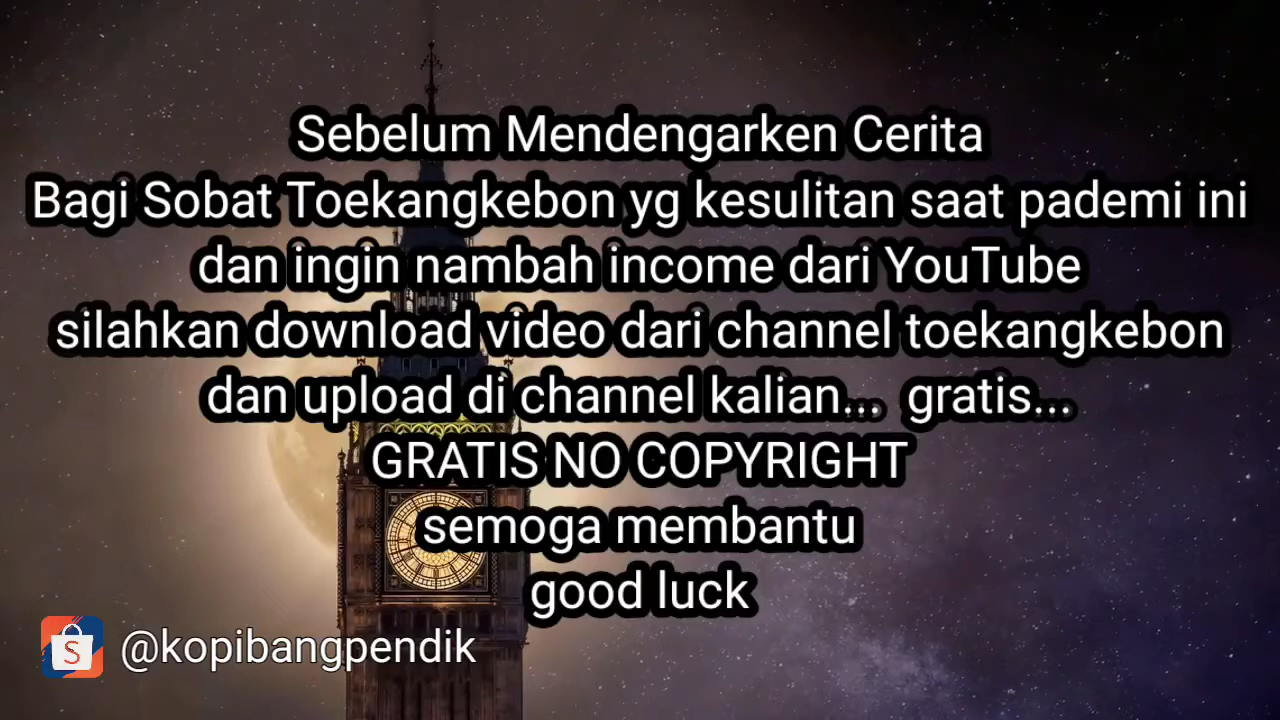 Sebelum Mendengarken Cerita
Bagi Sobat Toekangkebon yg kesulitan saat pademi ini
dan ingin nambah income dari YouTube
silahkan download video dari channel toekangkebon
dan upload di channel kalian... gratis...
GRATIS NO COPYRIGHT
semoga membantu
good luck
S @kopibangpendik